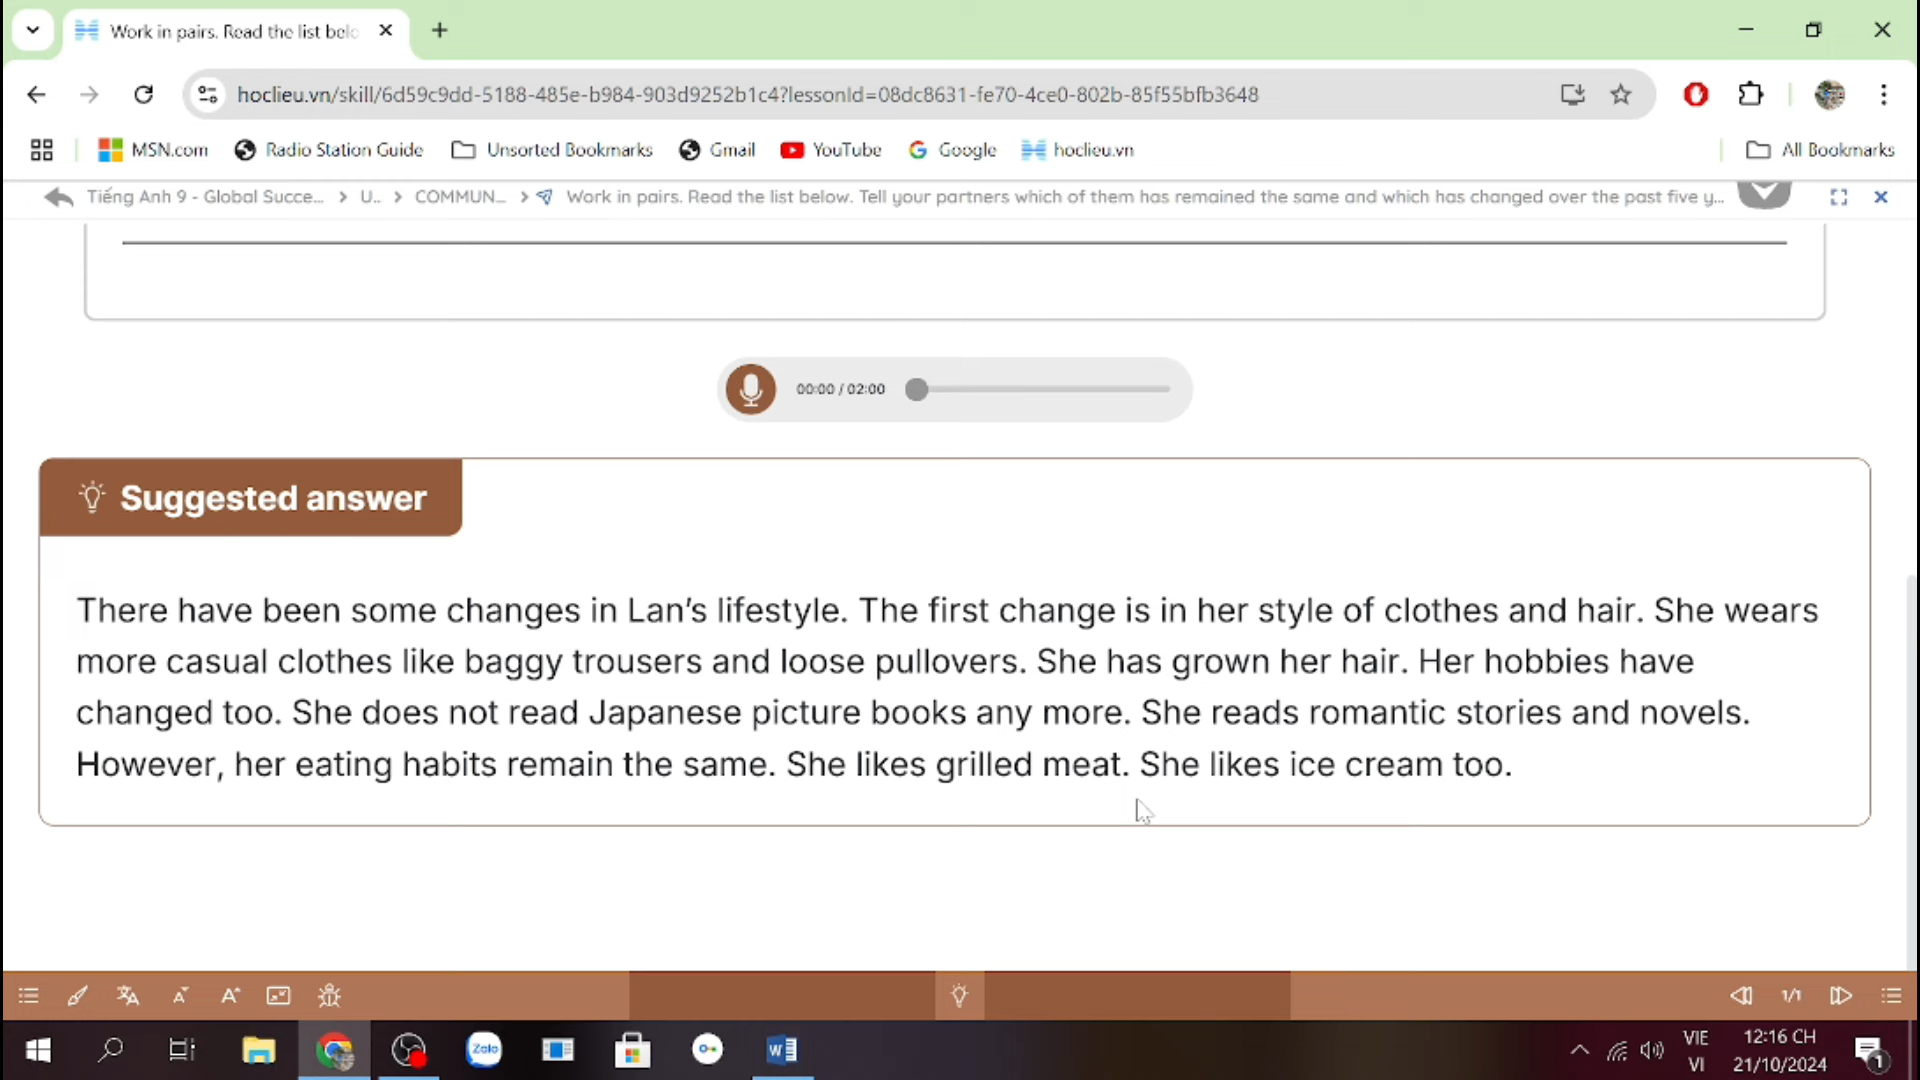 Work in pairs. Read the list belo
hoclieu.vn/skill/6d59c9dd-5188-485e-b984-903d9252b1c4?lessonId=08dc8631-fe70-4ce0-802b-85f55bfb3648
MSN.com Radio Station Guide Unsorted Bookmarks Gmail YouTube Google hoclieu.vn All Bookmarks
Tiếng Anh 9 - Global Succe... > U.. > COMMUN... > Work in pairs. Read the list below. Tell your partners which of them has remained the same and which has changed over the past five y...
00:00 / 02:00
Suggested answer
There have been some changes in Lan's lifestyle. The first change is in her style of clothes and hair. She wears
more casual clothes like baggy trousers and loose pullovers. She has grown her hair. Her hobbies have
changed too. She does not read Japanese picture books any more. She reads romantic stories and novels.
However, her eating habits remain the same. She likes grilled meat. She likes ice cream too.
1/1
Zalo
VIE
VI
12:16 CH
21/10/2024
1